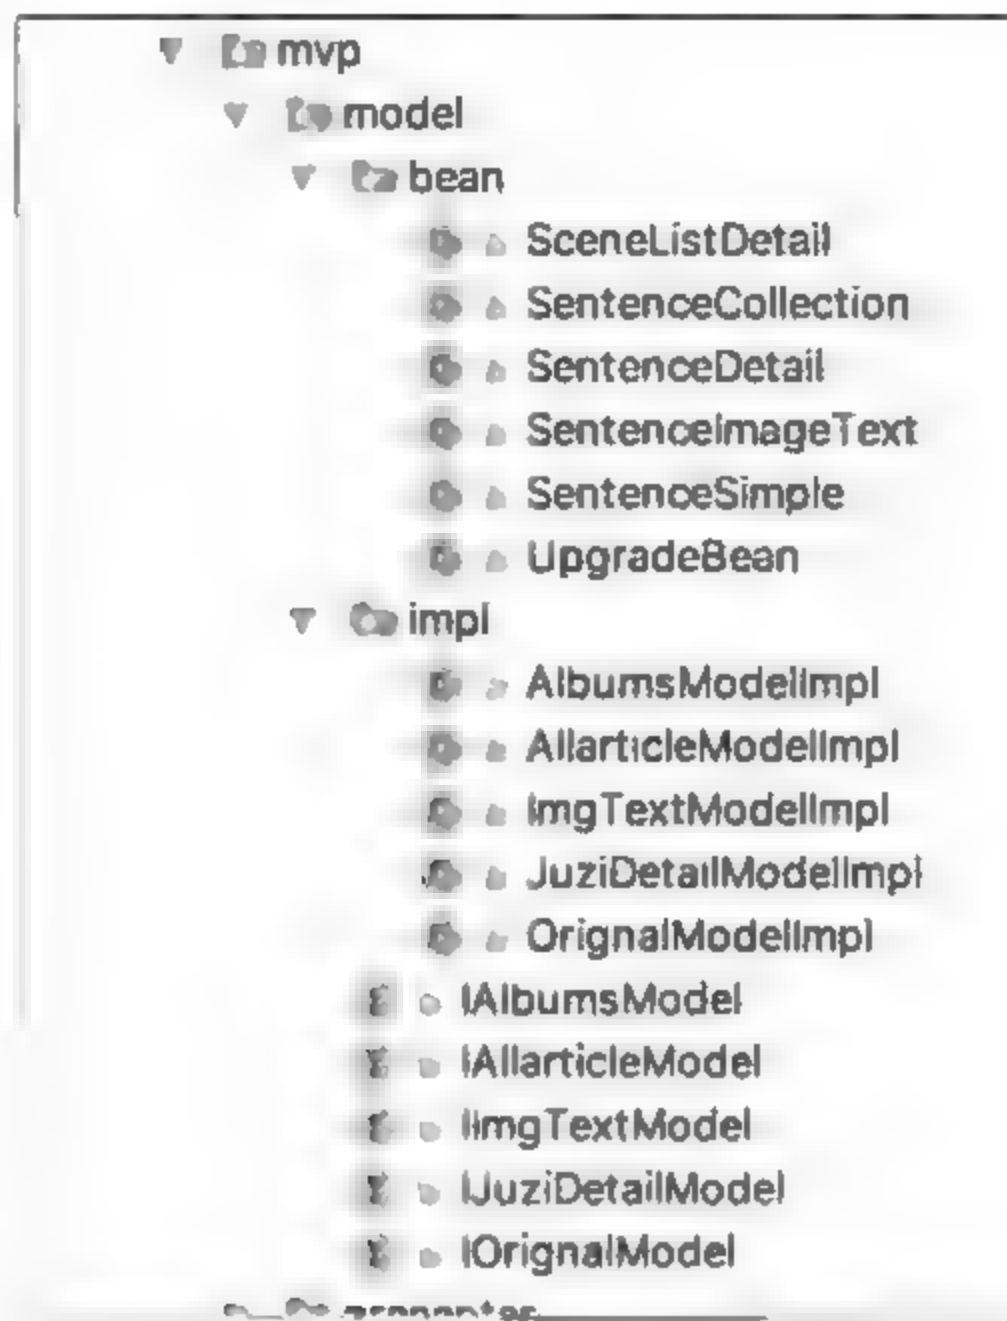 mvp
model
bean
SceneListDetail
SentenceCollection
SentenceDetail
SentenceImageText
SentenceSimple
UpgradeBean
impl
AlbumsModelImpl
AllarticleModelImpl
ImgTextModelImpl
JuziDetailModelImpl
OrignalModelImpl
IAlbumsModel
IAllarticleModel
IImgTextModel
IJuziDetailModel
IOrignalModel